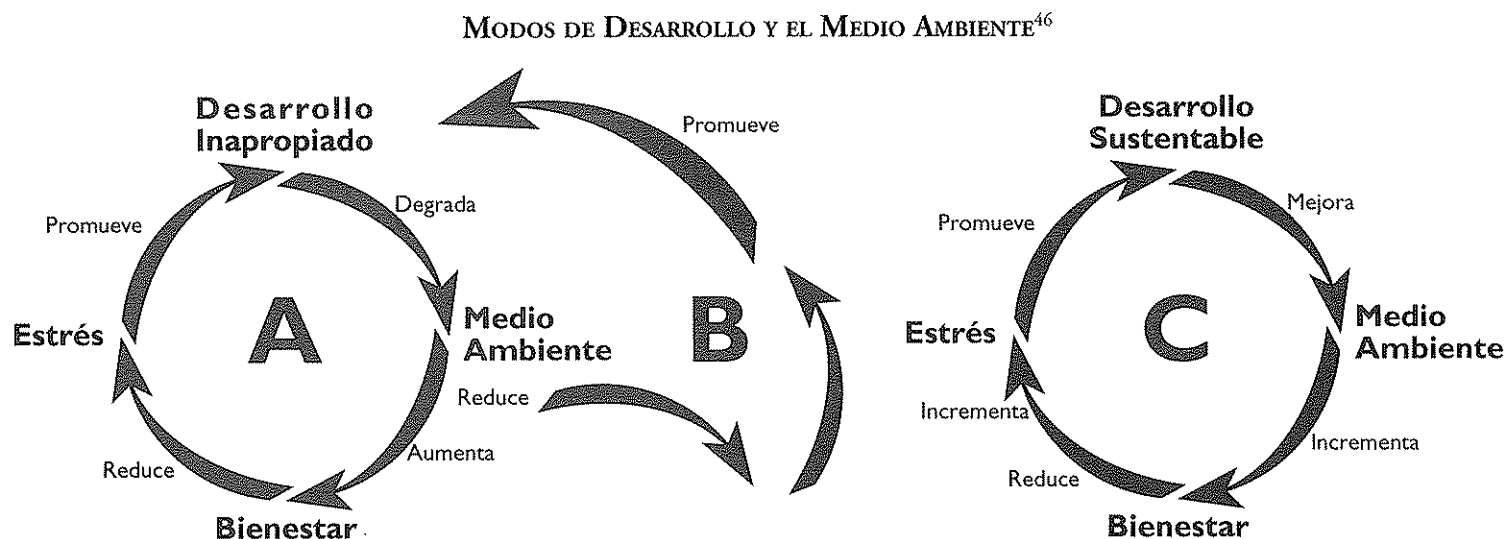 MODOS DE DESARROLLO Y EL MEDIO AMBIENTE46
Desarrollo
Inapropiado
Promueve
Degrada
Estrés
A
Medio
Ambiente
Reduce
Aumenta
Bienestar
Promueve
B
Reduce
Desarrollo
Sustentable
Promueve
Mejora
Estrés
C
Medio
Ambiente
Incrementa
Incrementa
Reduce
Bienestar